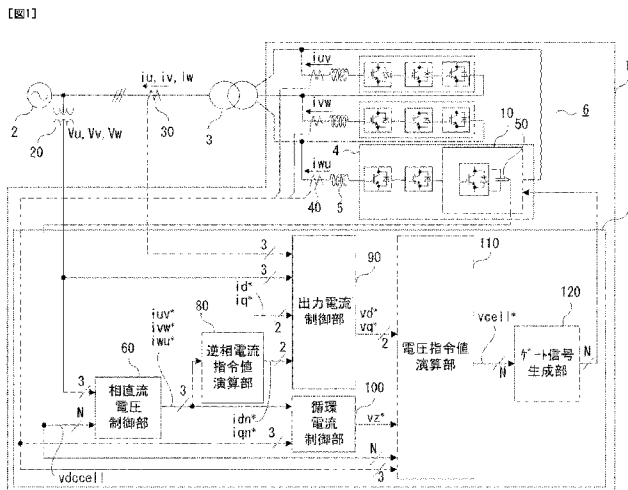 【図1】
iu, iv, iw
2
20
Vu, Vv, Vw
30
3
iuv
ivw
iwu
4
40
5
10
50
6
1
3
3
id*
iq*
2
90
出力電流
制御部
vd*
vq*
2
110
電圧指令値
演算部
vcell*
N
120
ｹﾞｰﾄ信号
生成部
N
iuv*
ivw*
iwu*
80
逆相電流
指令値
演算部
2
60
3
相直流
電圧
制御部
3
N
idn*
iqn*
3
100
循環
電流
制御部
vz*
vdccell
N
3